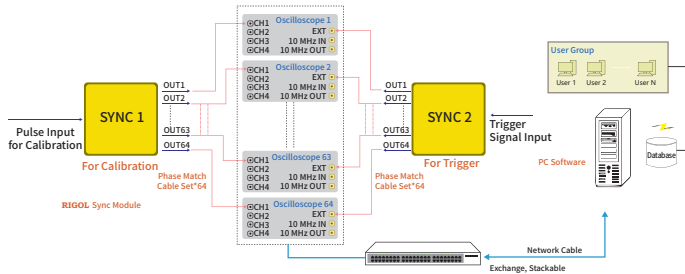 Oscilloscope 1
CH1
EXT
CH2
CH3
10 MHz IN
CH4
10 MHz OUT
Oscilloscope 2
CH1
EXT
CH2
CH3
10 MHz IN
CH4
10 MHz OUT
Oscilloscope 63
CH1
EXT
CH2
CH3
10 MHz IN
CH4
10 MHz OUT
Oscilloscope 64
CH1
EXT
CH2
CH3
10 MHz IN
CH4
10 MHz OUT
Pulse Input
for Calibration
SYNC 1
For Calibration
OUT1
OUT2
OUT63
OUT64
Phase Match
Cable Set*64
RIGOL Sync Module
OUT1
OUT2
OUT63
OUT64
SYNC 2
For Trigger
Phase Match
Cable Set*64
Trigger
Signal Input
User Group
User 1
User 2
User N
PC Software
Database
Network Cable
Exchange, Stackable